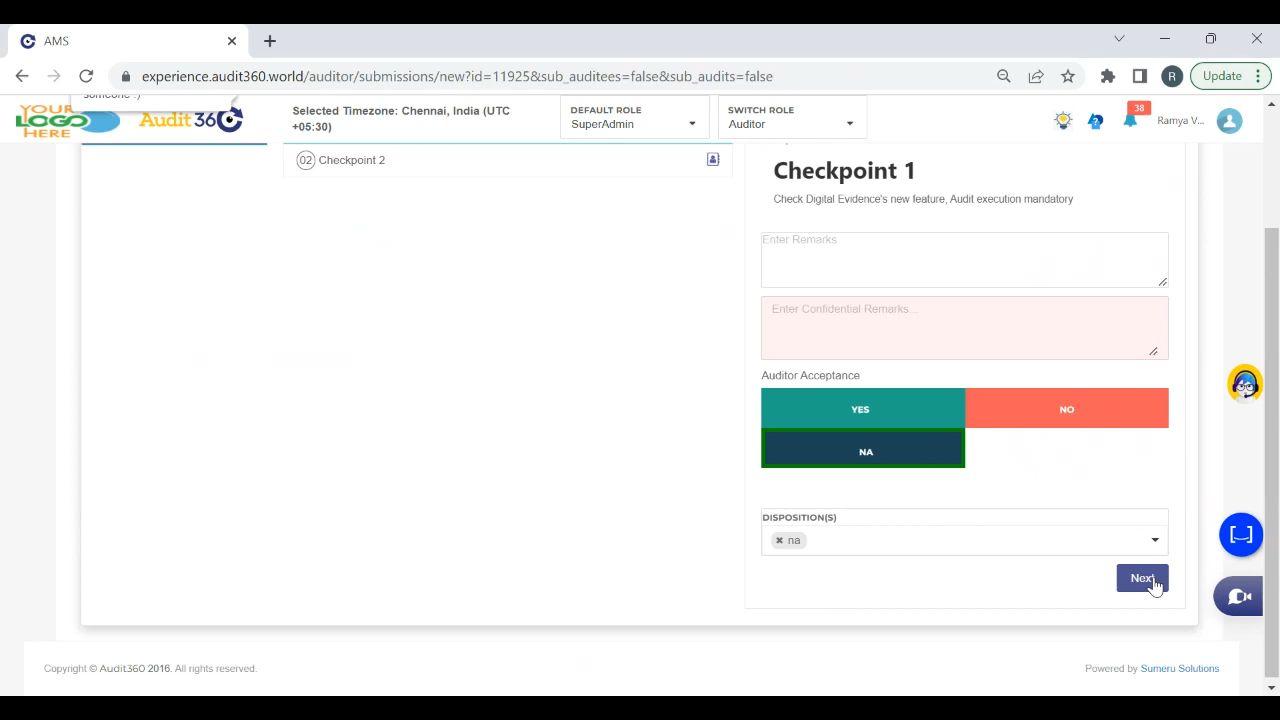 AMS
experience.audit360.world/auditor/submissions/new?id=11925&sub_auditees=false&sub_audits=false
R
Update
someone :)
YOUR
LOGO
HERE
Audit 36
Selected Timezone: Chennai, India (UTC
+05:30)
DEFAULT ROLE
SuperAdmin
SWITCH ROLE
Auditor
38
Ramya V...
02 Checkpoint 2
Checkpoint 1
Check Digital Evidence's new feature, Audit execution mandatory
Enter Remarks
Enter Confidential Remarks...
Auditor Acceptance
YES
NO
NA
DISPOSITION(S)
× na
Next
Copyright © Audit360 2016. All rights reserved.
Powered by Sumeru Solutions